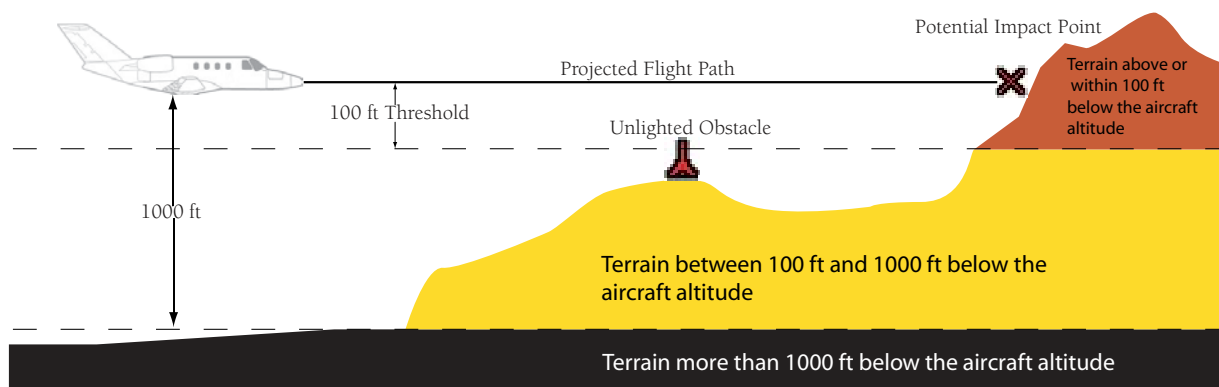 Potential Impact Point
Projected Flight Path
Terrain above or
within 100 ft
below the aircraft
altitude
100 ft Threshold
Unlighted Obstacle
1000 ft
Terrain between 100 ft and 1000 ft below the
aircraft altitude
Terrain more than 1000 ft below the aircraft altitude